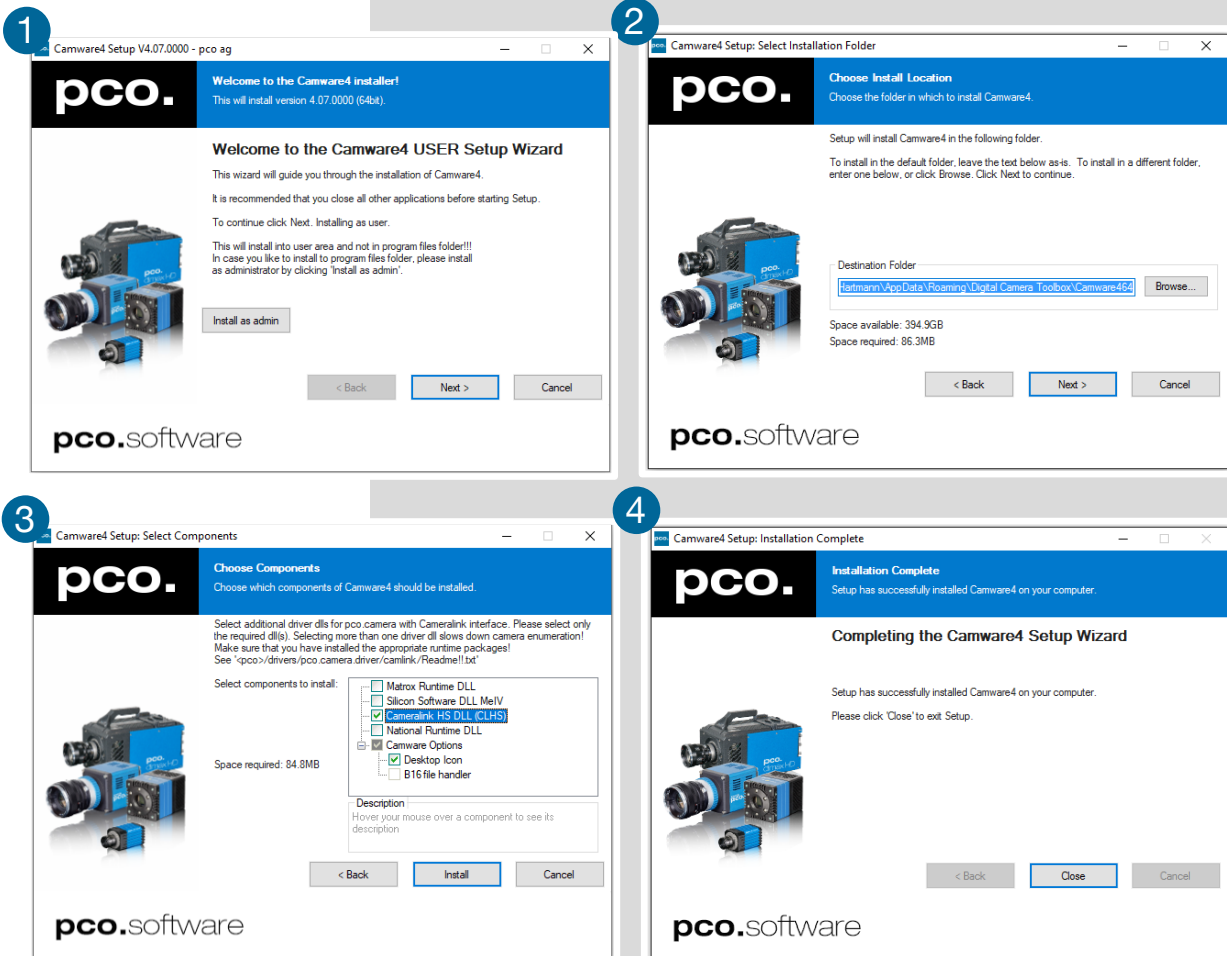 1
Camware4 Setup V4.07.0000 - pco ag
pco.
Welcome to the Camware4 installer!
This will install version 4.07.0000 (64bit).
Welcome to the Camware4 USER Setup Wizard
This wizard will guide you through the installation of Camware4.
It is recommended that you close all other applications before starting Setup.
To continue click Next. Installing as user.
This will install into user area and not in program files folder!!!
In case you like to install to program files folder, please install
as administrator by clicking 'Install as admin'.
Install as admin
< Back
Next >
Cancel
pco.software
2
Camware4 Setup: Select Installation Folder
pco.
Choose Install Location
Choose the folder in which to install Camware4.
Setup will install Camware4 in the following folder.
To install in the default folder, leave the text below as-is. To install in a different folder,
enter one below, or click Browse. Click Next to continue.
Destination Folder
Hartmann\AppData\Roaming\Digital Camera Toolbox\Camware464
Browse...
Space available: 394.9GB
Space required: 86.3MB
< Back
Next >
Cancel
pco.software
3
Camware4 Setup: Select Components
pco.
Choose Components
Choose which components of Camware4 should be installed.
Select additional driver dlls for pco.camera with Cameralink interface. Please select only
the required dll(s). Selecting more than one driver dll slows down camera enumeration!
Make sure that you have installed the appropriate runtime packages!
See '<pco>/drivers/pco.camera.driver/camlink/Readme!!.txt'
Select components to install:
Matrox Runtime DLL
Silicon Software DLL MeIV
Cameralink HS DLL (CLHS)
National Runtime DLL
Camware Options
Desktop Icon
B16 file handler
Space required: 84.8MB
Description
Hover your mouse over a component to see its
description
< Back
Install
Cancel
pco.software
4
Camware4 Setup: Installation Complete
pco.
Installation Complete
Setup has successfully installed Camware4 on your computer.
Completing the Camware4 Setup Wizard
Setup has successfully installed Camware4 on your computer.
Please click 'Close' to exit Setup.
< Back
Close
Cancel
pco.software